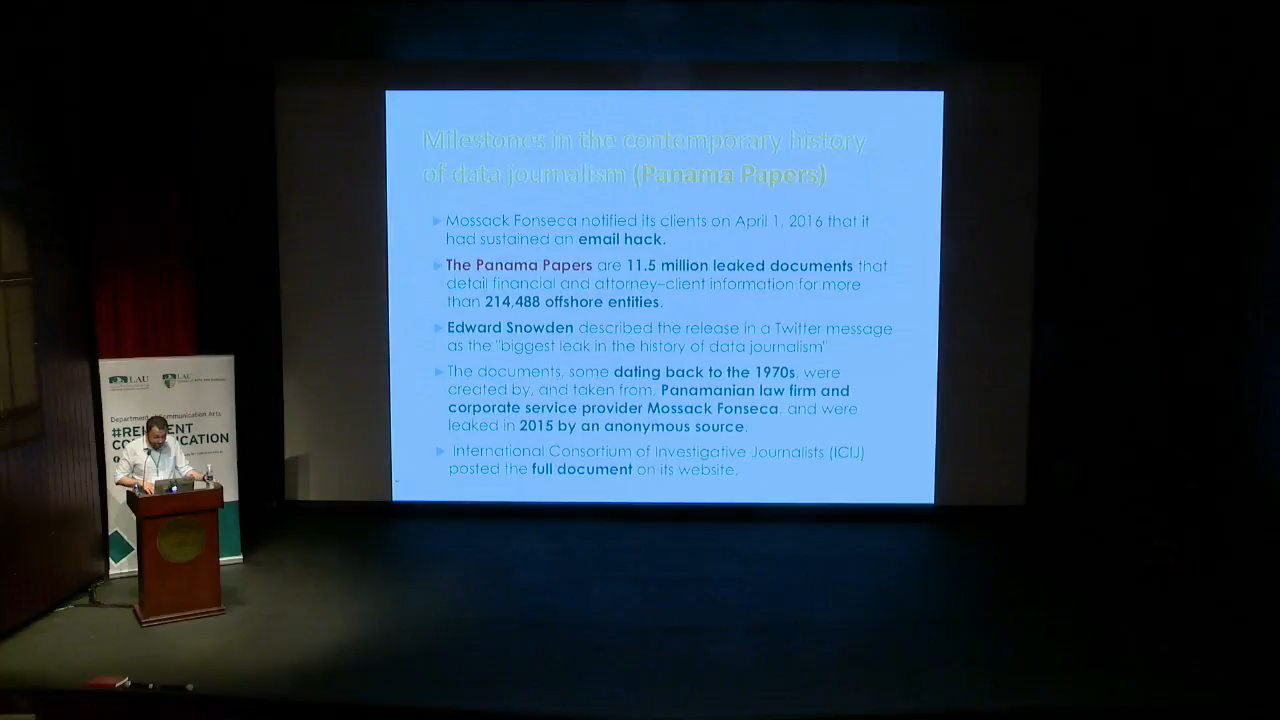 Milestones in the contemporary history
of data journalism (Panama Papers)
Mossack Fonseca notified its clients on April 1, 2016 that it
had sustained an email hack.
The Panama Papers are 11.5 million leaked documents that
detail financial and attorney–client information for more
than 214,488 offshore entities.
Edward Snowden described the release in a Twitter message
as the "biggest leak in the history of data journalism"
The documents, some dating back to the 1970s, were
created by, and taken from, Panamanian law firm and
corporate service provider Mossack Fonseca, and were
leaked in 2015 by an anonymous source.
International Consortium of Investigative Journalists (ICIJ)
posted the full document on its website.
LAU LAU
Department of Communication Arts